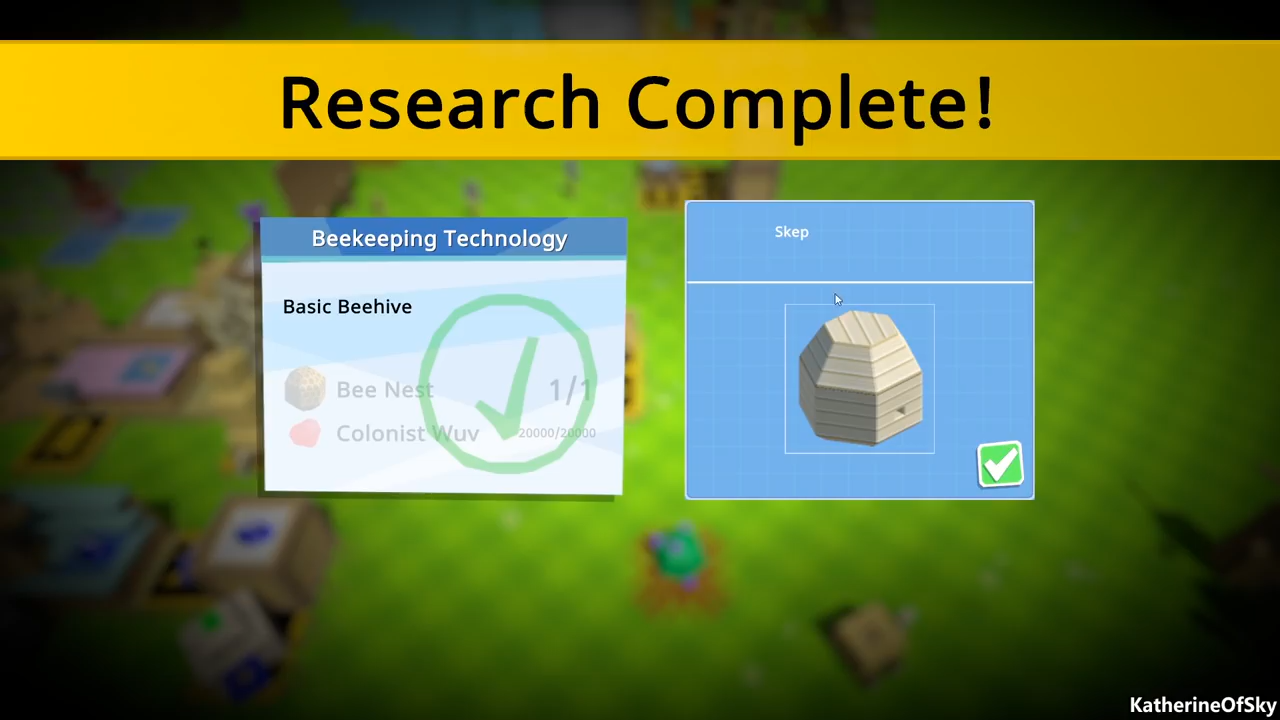 Research Complete!
Beekeeping Technology
Basic Beehive
Bee Nest 1/1
Colonist Wuv 20000/20000
Skep
KatherineOfSky